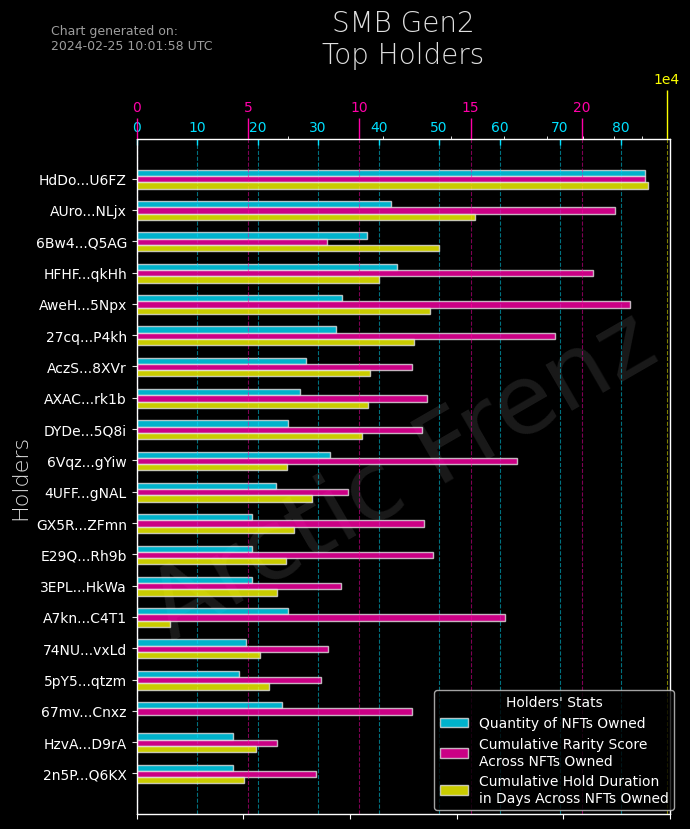 SMB Gen2
Top Holders
Chart generated on:
2024-02-25 10:01:58 UTC
1e4
0 5 10 15 20
0 10 20 30 40 50 60 70 80
HdDo...U6FZ
AUro...NLjx
6Bw4...Q5AG
HFHF...qkHh
AweH...5Npx
27cq...P4kh
AczS...8XVr
AXAC...rk1b
DYDe...5Q8i
6Vqz...gYiw
4UFF...gNAL
GX5R...ZFmn
E29Q...Rh9b
3EPL...HkWa
A7kn...C4T1
74NU...vxLd
5pY5...qtzm
67mv...Cnxz
HzvA...D9rA
2n5P...Q6KX
Holders
Arctic Frenz
Holders' Stats
Quantity of NFTs Owned
Cumulative Rarity Score
Across NFTs Owned
Cumulative Hold Duration
in Days Across NFTs Owned